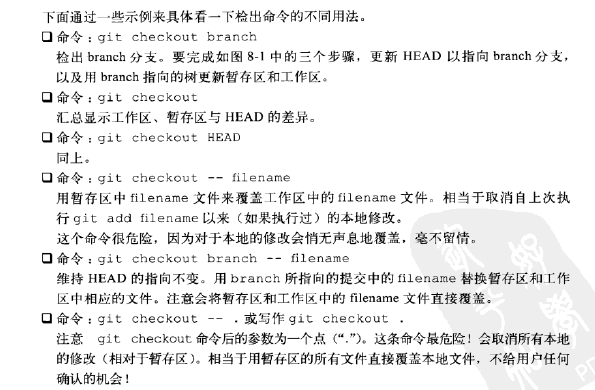 下面通过一些示例来具体看一下检出命令的不同用法。
❑ 命令：git checkout branch
检出 branch 分支。要完成如图 8-1 中的三个步骤，更新 HEAD 以指向 branch 分支，
以及用 branch 指向的树更新暂存区和工作区。
❑ 命令：git checkout
汇总显示工作区、暂存区与 HEAD 的差异。
❑ 命令：git checkout HEAD
同上。
❑ 命令：git checkout -- filename
用暂存区中 filename 文件来覆盖工作区中的 filename 文件。相当于取消自上次执
行 git add filename 以来（如果执行过）的本地修改。
这个命令很危险，因为对于本地的修改会悄无声息地覆盖，毫不留情。
❑ 命令：git checkout branch -- filename
维持 HEAD 的指向不变。用 branch 所指向的提交中的 filename 替换暂存区和工作
区中相应的文件。注意会将暂存区和工作区中的 filename 文件直接覆盖。
❑ 命令：git checkout -- . 或写作 git checkout .
注意 git checkout 命令后的参数为一个点（“.”）。这条命令最危险！会取消所有本地
的修改（相对于暂存区）。相当于用暂存区的所有文件直接覆盖本地文件，不给用户任何
确认的机会！